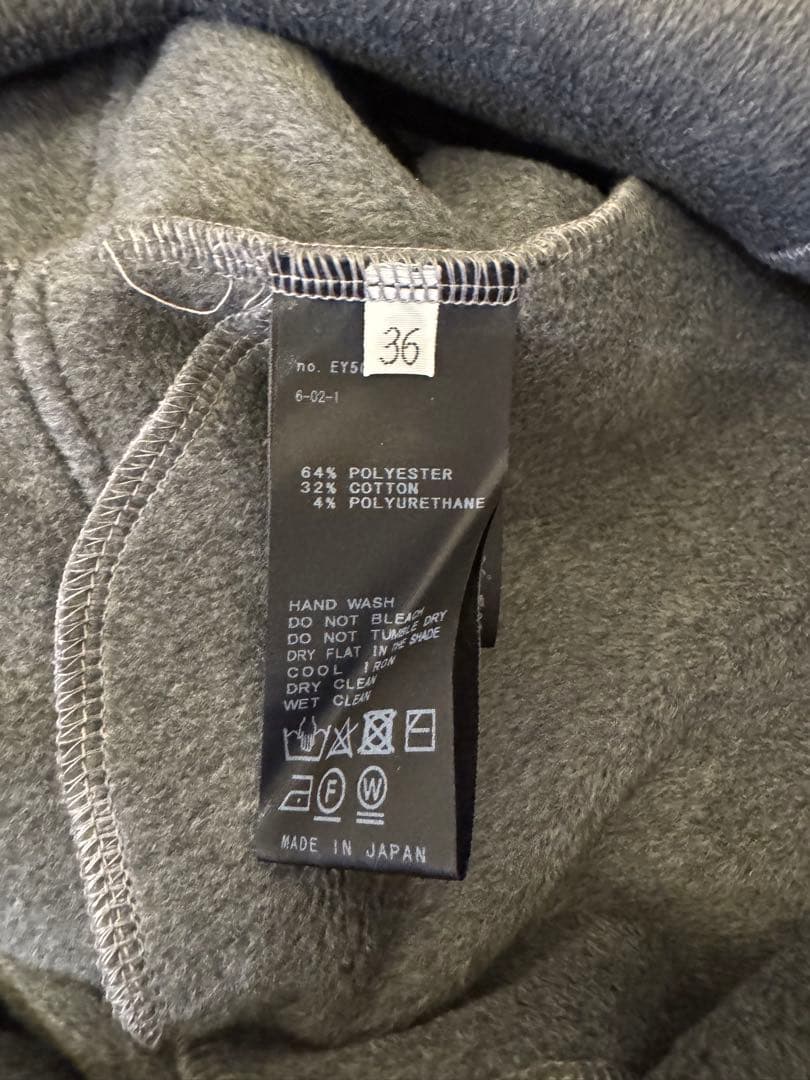 36
no. EY5
6-02-1
64% POLYESTER
32% COTTON
4% POLYURETHANE
HAND WASH
DO NOT BLEACH
DO NOT TUMBLE DRY
DRY FLAT IN THE SHADE
COOL IRON
DRY CLEAN
WET CLEAN
F W
MADE IN JAPAN